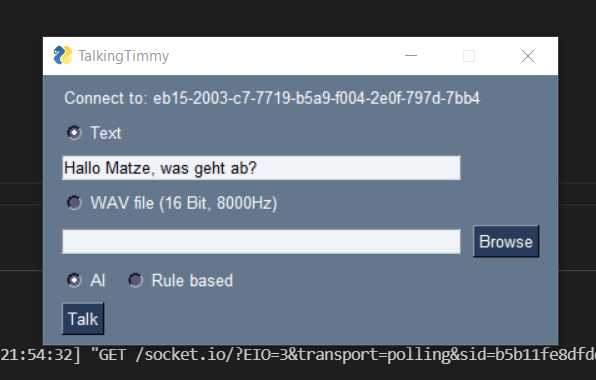 TalkingTimmy
Connect to: eb15-2003-c7-7719-b5a9-f004-2e0f-797d-7bb4
Text
Hallo Matze, was geht ab?
WAV file (16 Bit, 8000Hz)
Browse
AI Rule based
Talk
21:54:32] "GET /socket.io/?EIO=3&transport=polling&sid=b5b11fe8dfd